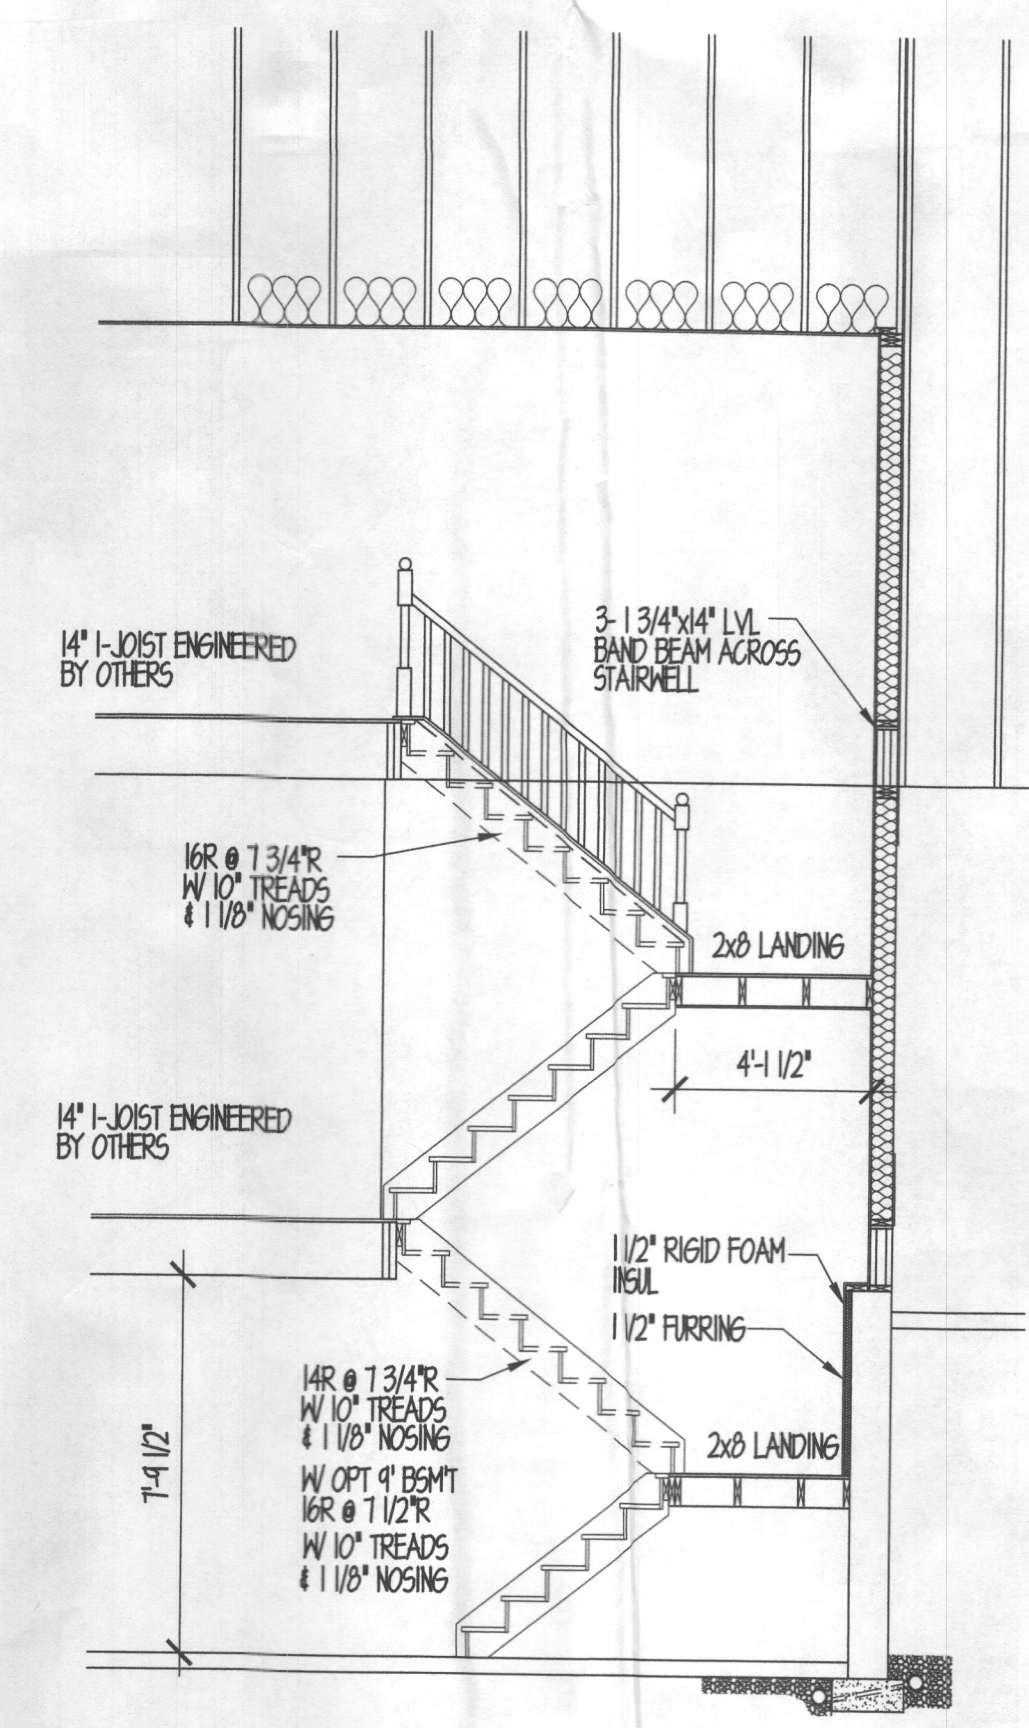 3- 1 3/4"x14" LVL
BAND BEAM ACROSS
STAIRWELL
14" I-JOIST ENGINEERED
BY OTHERS
16R @ 7 3/4"R
W/ 10" TREADS
& 1 1/8" NOSING
2x8 LANDING
4'-1 1/2"
14" I-JOIST ENGINEERED
BY OTHERS
1 1/2" RIGID FOAM
INSUL
1 1/2" FURRING
14R @ 7 3/4"R
W/ 10" TREADS
& 1 1/8" NOSING
W/ OPT 9' BSM'T
16R @ 7 1/2"R
W/ 10" TREADS
& 1 1/8" NOSING
2x8 LANDING
7'-9 1/2"